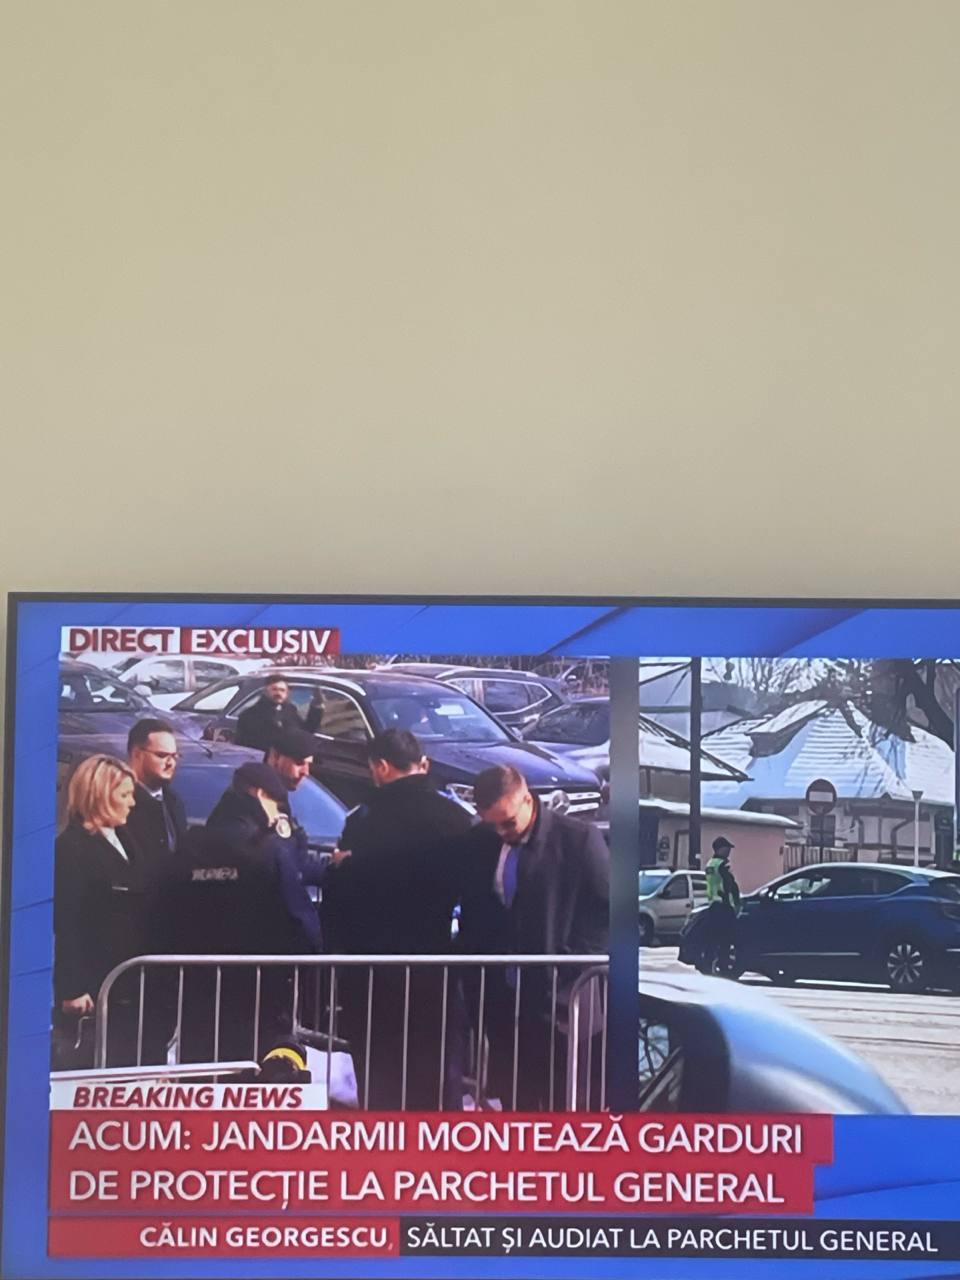 DIRECT EXCLUSIV
JANDARMERIA
BREAKING NEWS
ACUM: JANDARMII MONTEAZĂ GARDURI
DE PROTECȚIE LA PARCHETUL GENERAL
CĂLIN GEORGESCU, SĂLTAT ȘI AUDIAT LA PARCHETUL GENERAL